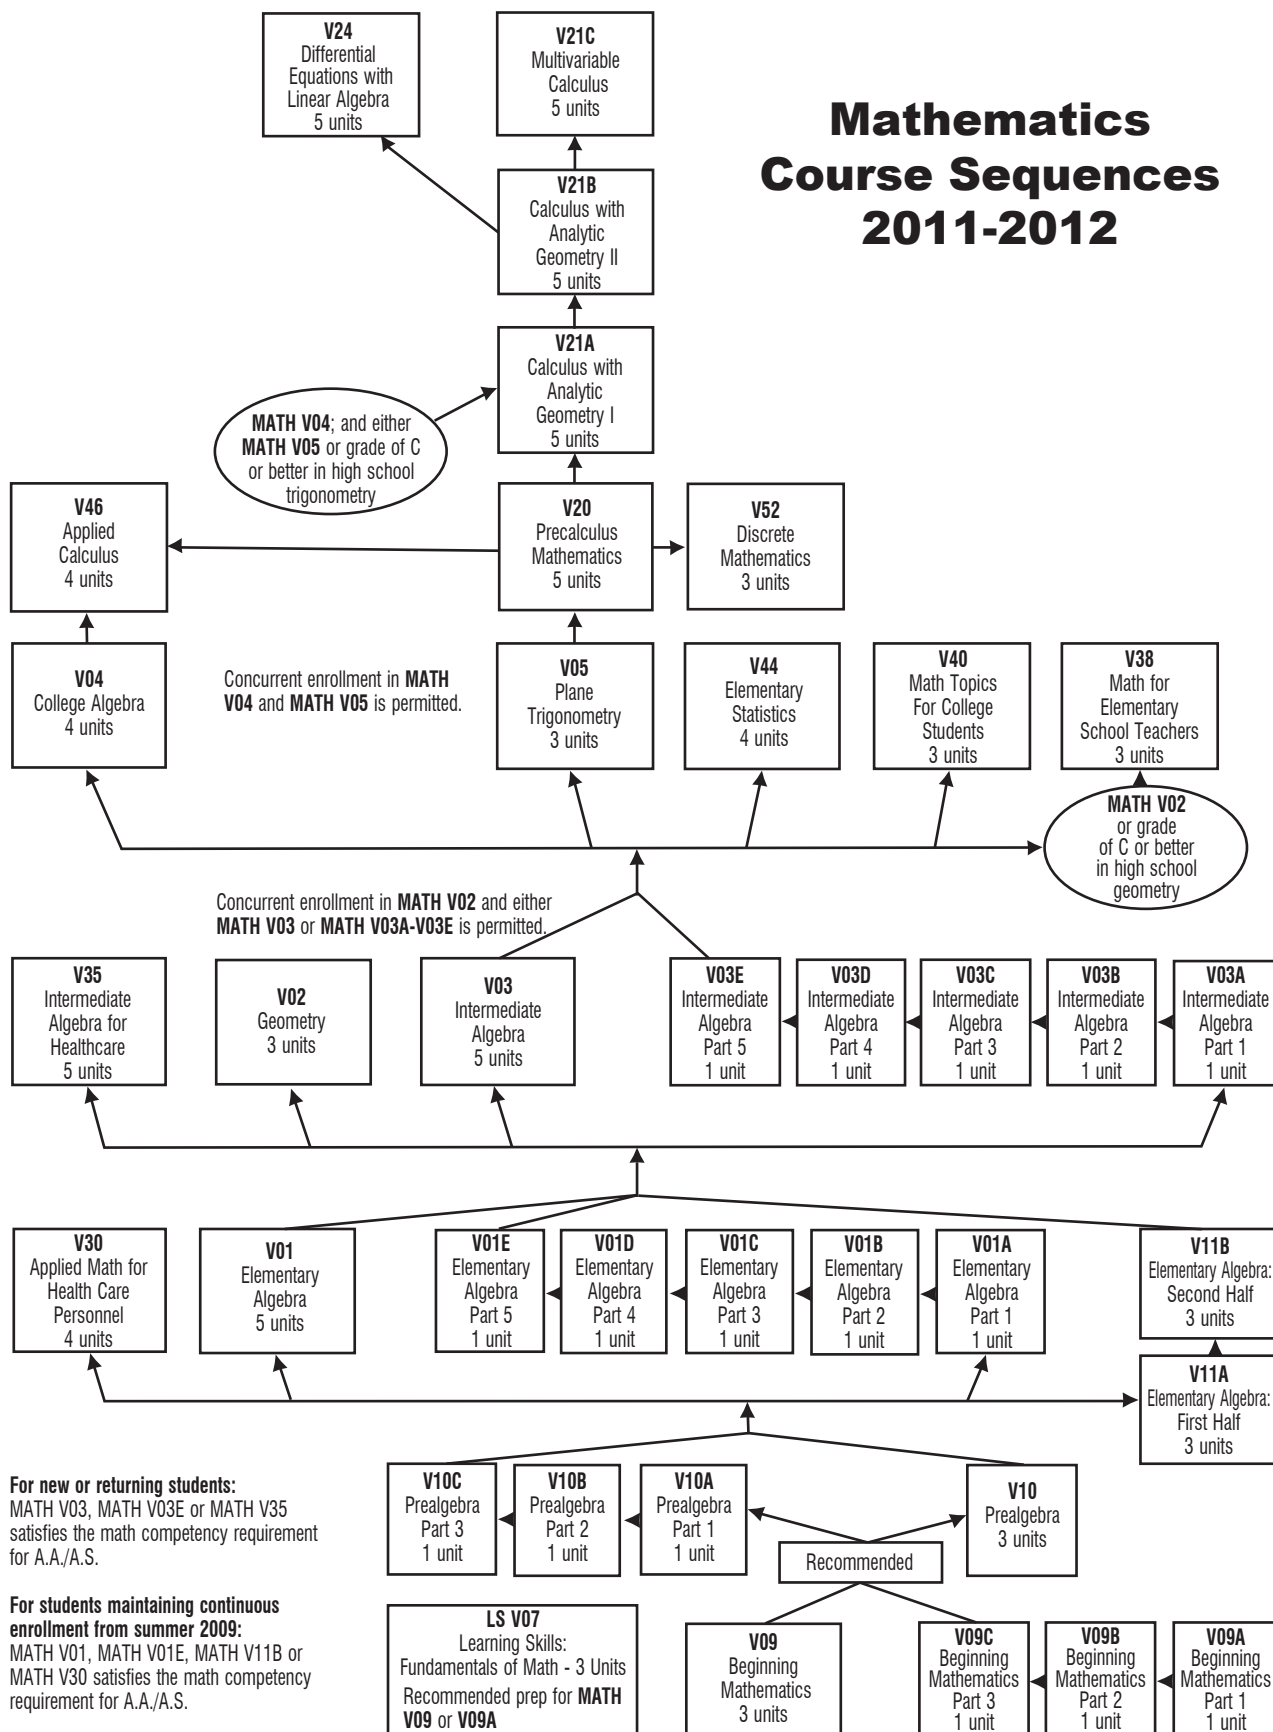 Mathematics
Course Sequences
2011-2012
V24
Differential
Equations with
Linear Algebra
5 units
V21C
Multivariable
Calculus
5 units
V21B
Calculus with
Analytic
Geometry II
5 units
V21A
Calculus with
Analytic
Geometry I
5 units
MATH V04; and either
MATH V05 or grade of C
or better in high school
trigonometry
V46
Applied
Calculus
4 units
V20
Precalculus
Mathematics
5 units
V52
Discrete
Mathematics
3 units
V04
College Algebra
4 units
Concurrent enrollment in MATH
V04 and MATH V05 is permitted.
V05
Plane
Trigonometry
3 units
V44
Elementary
Statistics
4 units
V40
Math Topics
For College
Students
3 units
V38
Math for
Elementary
School Teachers
3 units
MATH V02
or grade
of C or better
in high school
geometry
Concurrent enrollment in MATH V02 and either
MATH V03 or MATH V03A-V03E is permitted.
V35
Intermediate
Algebra for
Healthcare
5 units
V02
Geometry
3 units
V03
Intermediate
Algebra
5 units
V03E
Intermediate
Algebra
Part 5
1 unit
V03D
Intermediate
Algebra
Part 4
1 unit
V03C
Intermediate
Algebra
Part 3
1 unit
V03B
Intermediate
Algebra
Part 2
1 unit
V03A
Intermediate
Algebra
Part 1
1 unit
V30
Applied Math for
Health Care
Personnel
4 units
V01
Elementary
Algebra
5 units
V01E
Elementary
Algebra
Part 5
1 unit
V01D
Elementary
Algebra
Part 4
1 unit
V01C
Elementary
Algebra
Part 3
1 unit
V01B
Elementary
Algebra
Part 2
1 unit
V01A
Elementary
Algebra
Part 1
1 unit
V11B
Elementary Algebra:
Second Half
3 units
V11A
Elementary Algebra:
First Half
3 units
For new or returning students:
MATH V03, MATH V03E or MATH V35
satisfies the math competency requirement
for A.A./A.S.
For students maintaining continuous
enrollment from summer 2009:
MATH V01, MATH V01E, MATH V11B or
MATH V30 satisfies the math competency
requirement for A.A./A.S.
V10C
Prealgebra
Part 3
1 unit
V10B
Prealgebra
Part 2
1 unit
V10A
Prealgebra
Part 1
1 unit
V10
Prealgebra
3 units
Recommended
LS V07
Learning Skills:
Fundamentals of Math - 3 Units
Recommended prep for MATH
V09 or V09A
V09
Beginning
Mathematics
3 units
V09C
Beginning
Mathematics
Part 3
1 unit
V09B
Beginning
Mathematics
Part 2
1 unit
V09A
Beginning
Mathematics
Part 1
1 unit